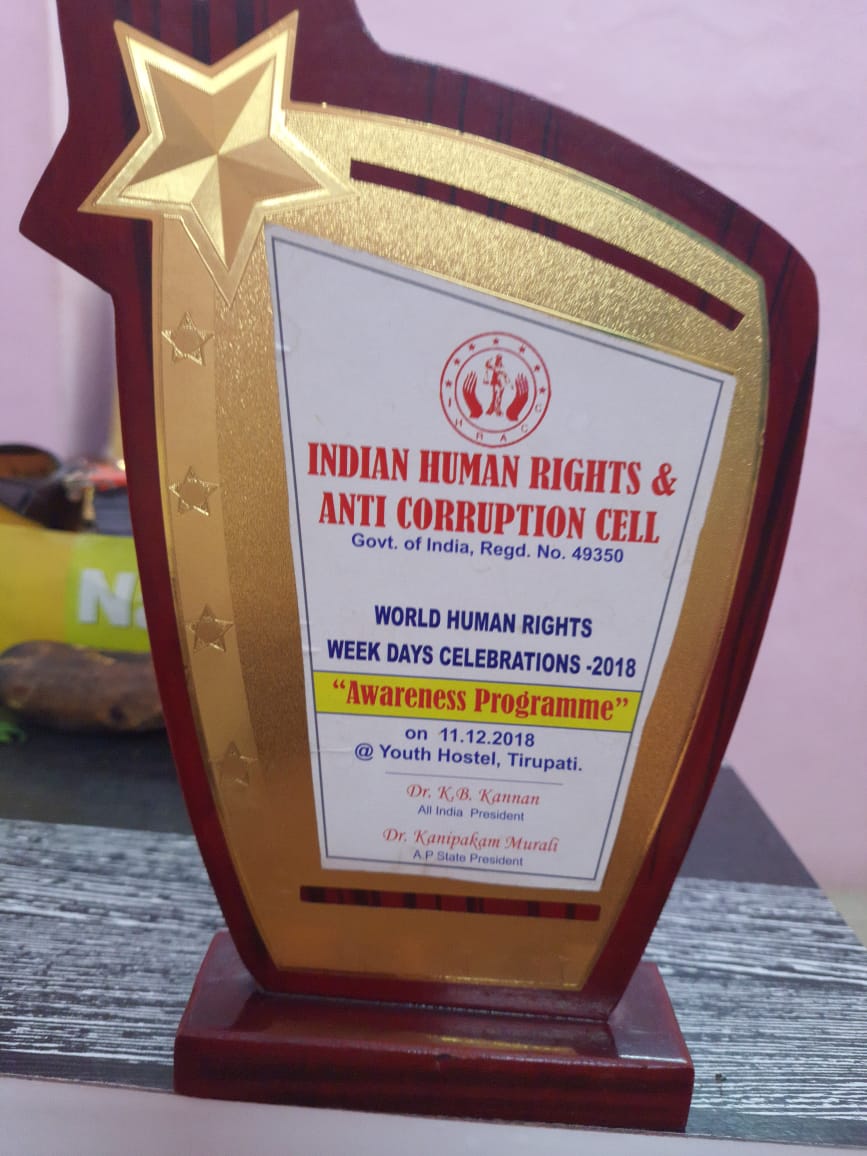 I H R A C C
INDIAN HUMAN RIGHTS &
ANTI CORRUPTION CELL
Govt. of India, Regd. No. 49350
WORLD HUMAN RIGHTS
WEEK DAYS CELEBRATIONS -2018
“Awareness Programme”
on 11.12.2018
@ Youth Hostel, Tirupati.
Dr. K.B. Kannan
All India President
Dr. Kanipakam Murali
A.P State President